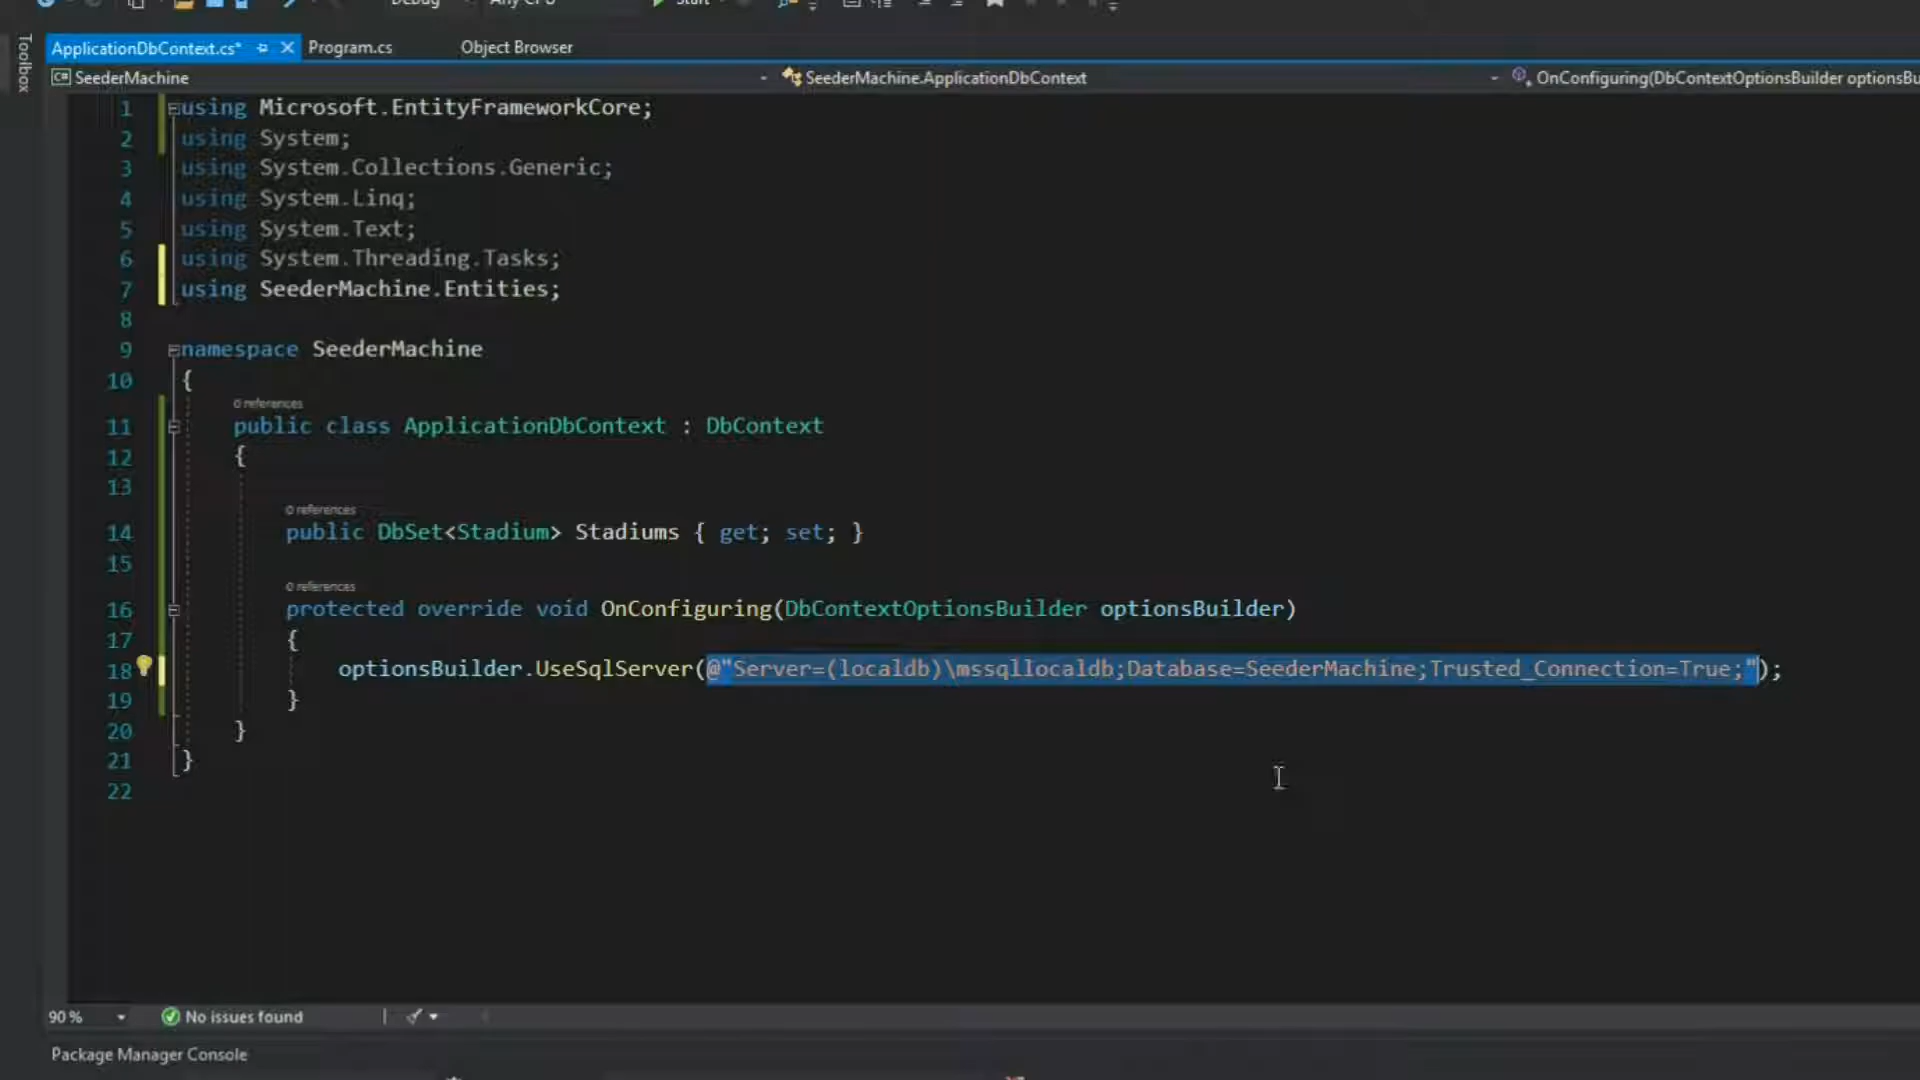 Debug Any CPU Start
Toolbox
ApplicationDbContext.cs* Program.cs Object Browser
C# SeederMachine SeederMachine.ApplicationDbContext OnConfiguring(DbContextOptionsBuilder optionsBu
1 using Microsoft.EntityFrameworkCore;
2 using System;
3 using System.Collections.Generic;
4 using System.Linq;
5 using System.Text;
6 using System.Threading.Tasks;
7 using SeederMachine.Entities;
8
9 namespace SeederMachine
10 {
0 references
11 public class ApplicationDbContext : DbContext
12 {
13
0 references
14 public DbSet<Stadium> Stadiums { get; set; }
15
0 references
16 protected override void OnConfiguring(DbContextOptionsBuilder optionsBuilder)
17 {
18 optionsBuilder.UseSqlServer(@"Server=(localdb)\mssqllocaldb;Database=SeederMachine;Trusted_Connection=True;");
19 }
20 }
21 }
22
90 % No issues found
Package Manager Console